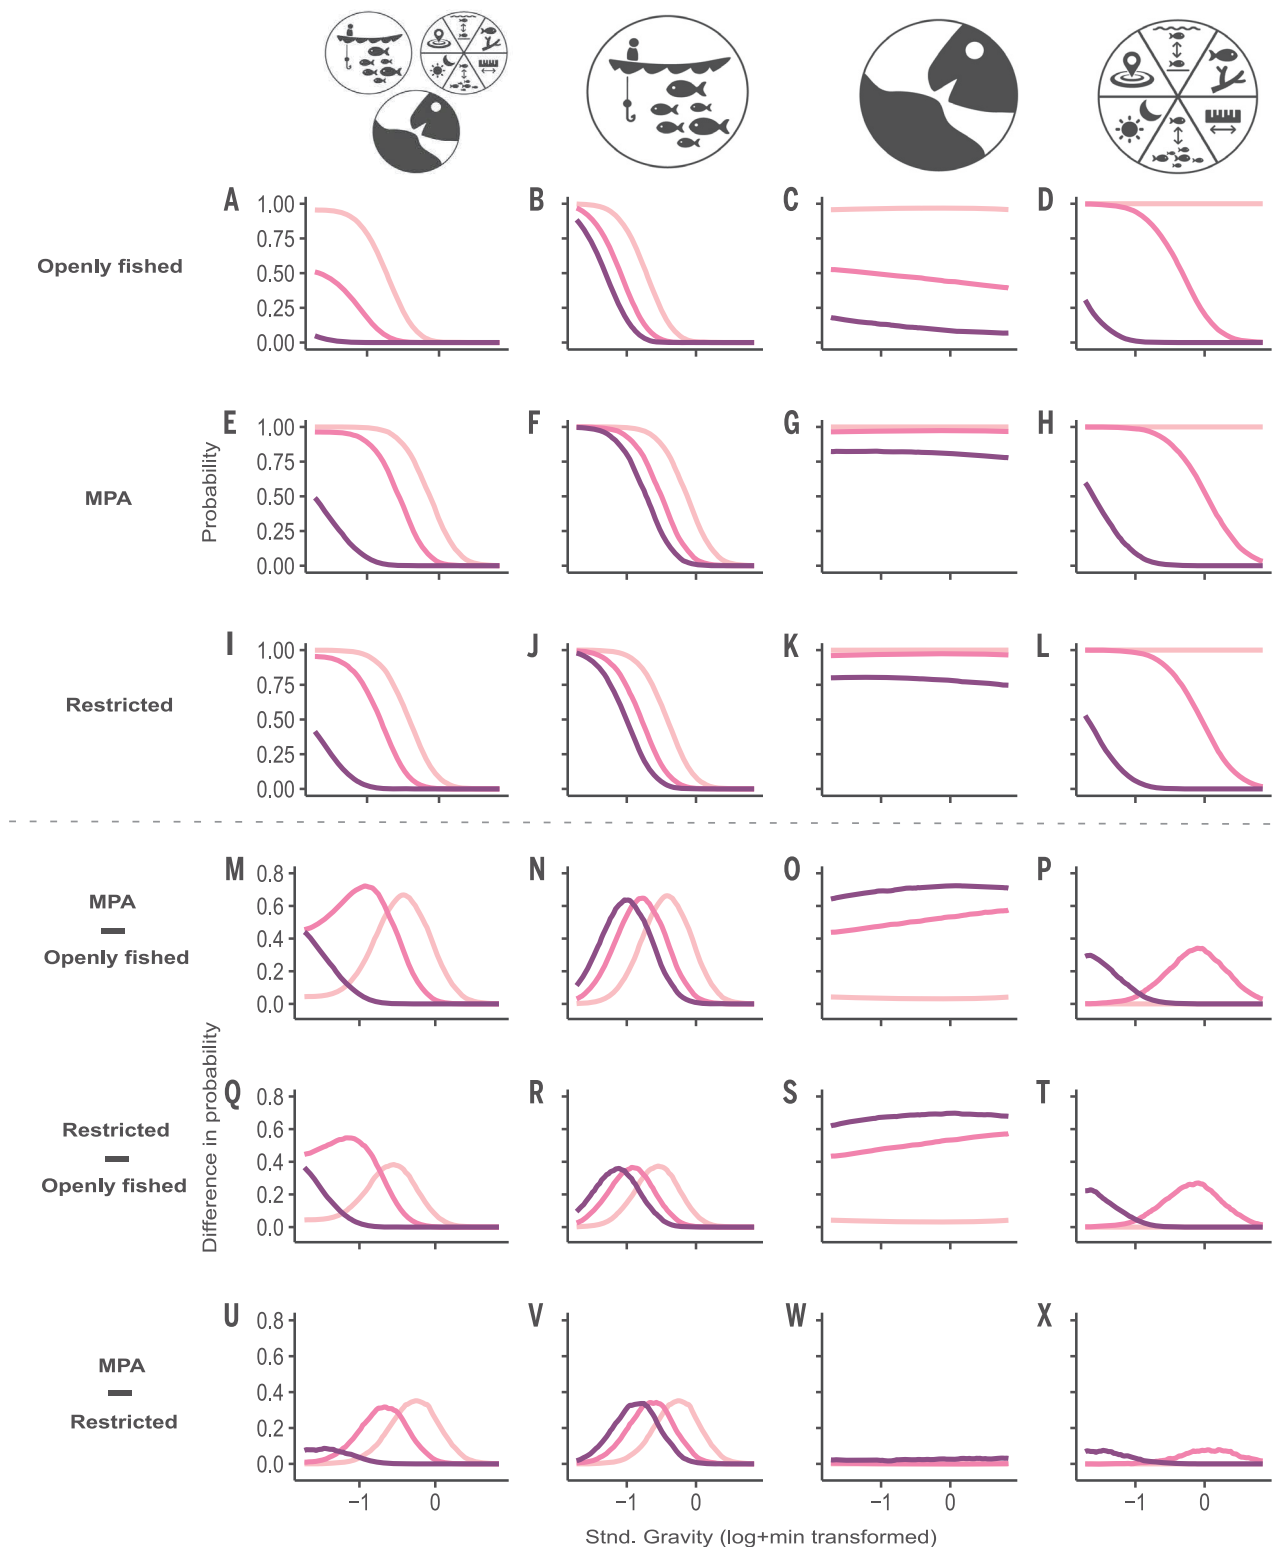 A
B
C
D
Openly fished
1.00
0.75
0.50
0.25
0.00
E
F
G
H
MPA
Probability
1.00
0.75
0.50
0.25
0.00
I
J
K
L
Restricted
1.00
0.75
0.50
0.25
0.00
M
N
O
P
MPA
Openly fished
0.8
0.6
0.4
0.2
0.0
Difference in probability
Q
R
S
T
Restricted
Openly fished
0.8
0.6
0.4
0.2
0.0
U
V
W
X
MPA
Restricted
0.8
0.6
0.4
0.2
0.0
−1 0 −1 0 −1 0 −1 0
Stnd. Gravity (log+min transformed)